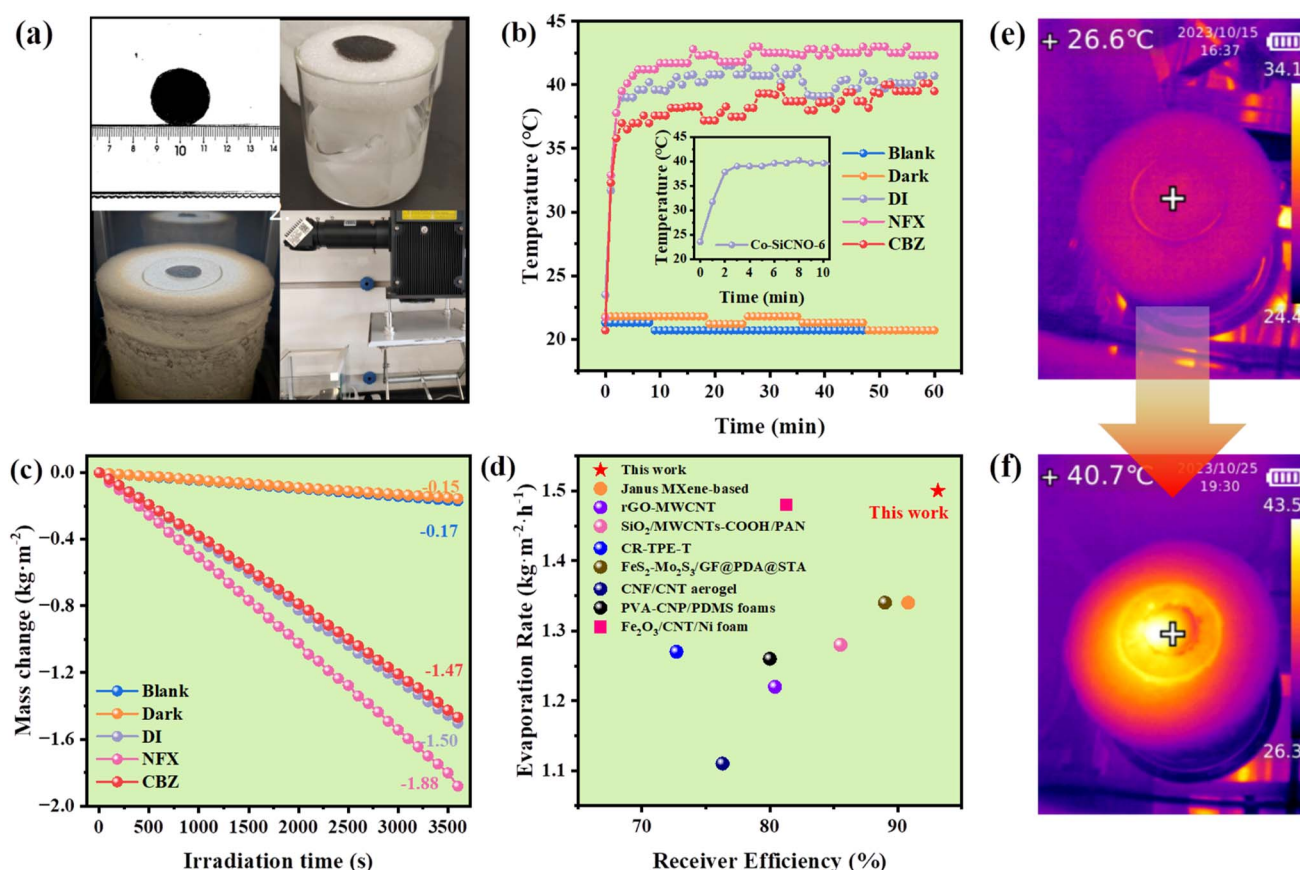 (a)
7 8 9 10 11 12 13 14
(b)
Temperature (°C)
45
40
35
30
25
20
0 10 20 30 40 50 60
Time (min)
Blank
Dark
DI
NFX
CBZ
Temperature (°C)
45
40
35
30
25
20
0 2 4 6 8 10
Time (min)
Co-SiCNO-6
(e)
+ 26.6℃
2023/10/15
16:37
34.1
24.4
(c)
Mass change (kg·m⁻²)
0.0
−0.4
−0.8
−1.2
−1.6
−2.0
0 500 1000 1500 2000 2500 3000 3500
Irradiation time (s)
-0.15
-0.17
-1.47
-1.50
-1.88
Blank
Dark
DI
NFX
CBZ
(d)
Evaporation Rate (kg·m⁻²·h⁻¹)
1.5
1.4
1.3
1.2
1.1
70 80 90
Receiver Efficiency (%)
This work
Janus MXene-based
rGO-MWCNT
SiO₂/MWCNTs-COOH/PAN
CR-TPE-T
FeS₂-Mo₂S₃/GF@PDA@STA
CNF/CNT aerogel
PVA-CNP/PDMS foams
Fe₂O₃/CNT/Ni foam
This work
(f)
+ 40.7℃
2023/10/25
19:30
43.5
26.3